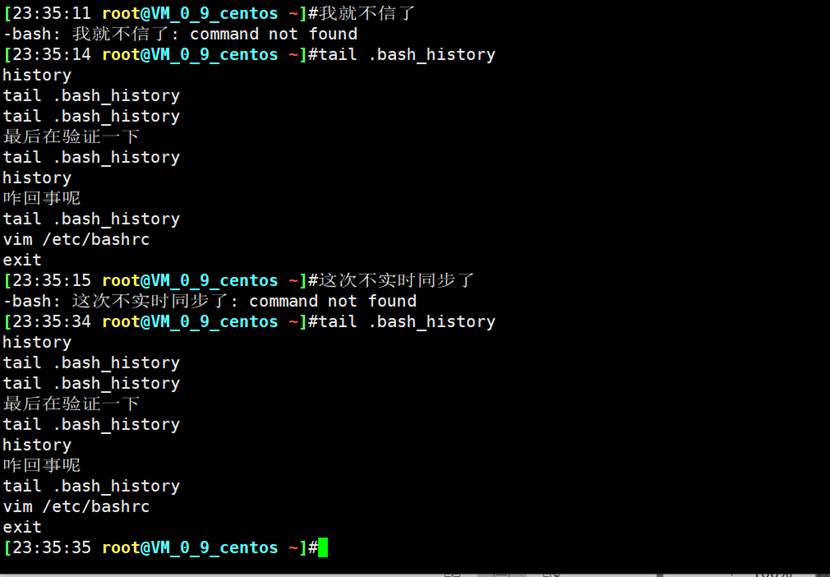 [23:35:11 root@VM_0_9_centos ~]#我就不信了
-bash: 我就不信了: command not found
[23:35:14 root@VM_0_9_centos ~]#tail .bash_history
history
tail .bash_history
tail .bash_history
最后在验证一下
tail .bash_history
history
咋回事呢
tail .bash_history
vim /etc/bashrc
exit
[23:35:15 root@VM_0_9_centos ~]#这次不实时同步了
-bash: 这次不实时同步了: command not found
[23:35:34 root@VM_0_9_centos ~]#tail .bash_history
history
tail .bash_history
tail .bash_history
最后在验证一下
tail .bash_history
history
咋回事呢
tail .bash_history
vim /etc/bashrc
exit
[23:35:35 root@VM_0_9_centos ~]#